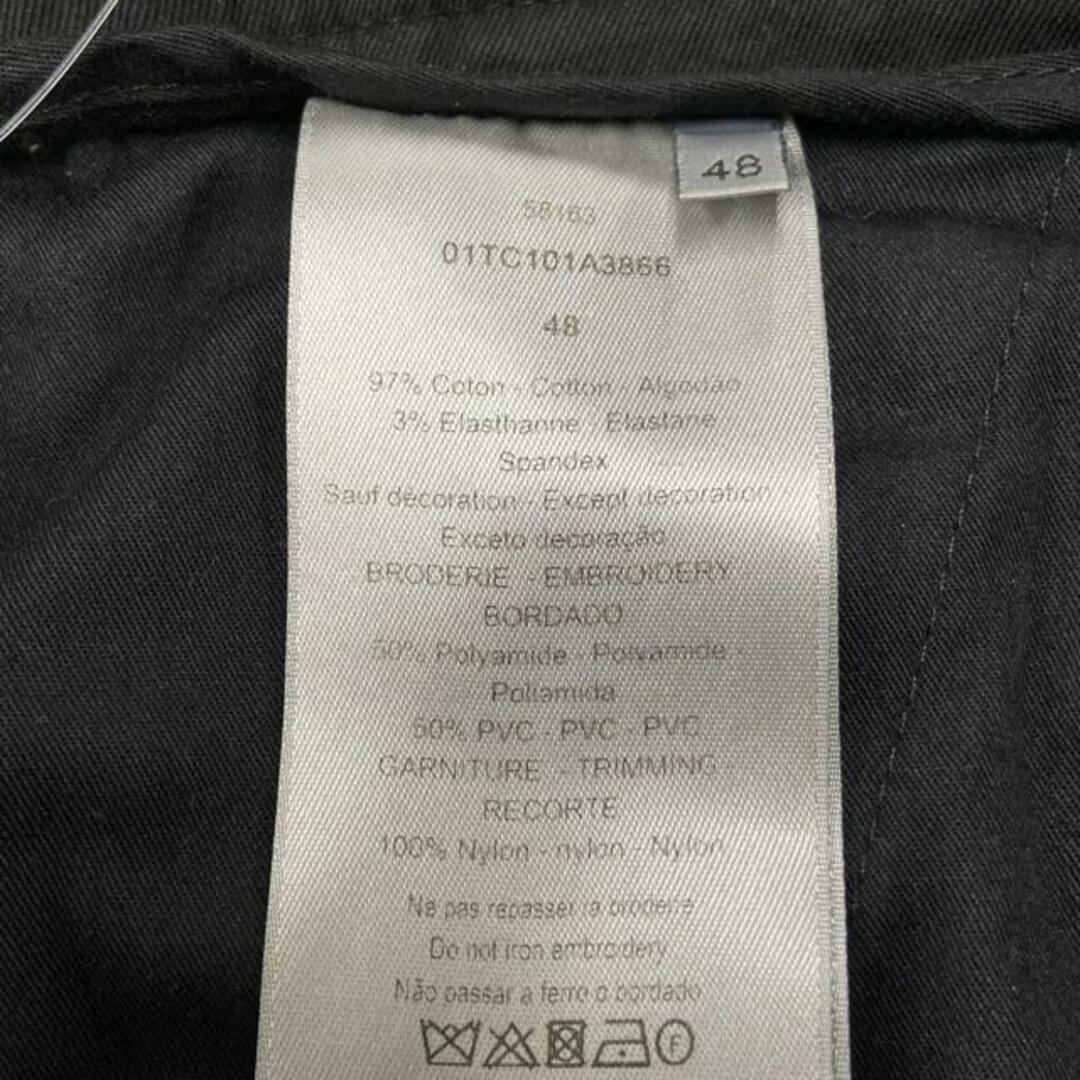 48
58163
01TC101A3866
48
97% Coton - Cotton - Algodão
3% Elasthanne - Elastane
Spandex
Sauf décoration - Except decoration
Exceto decoração
BRODERIE - EMBROIDERY
BORDADO
50% Polyamide - Polyamide -
Poliamida
50% PVC - PVC - PVC
GARNITURE - TRIMMING -
RECORTE
100% Nylon - nylon - Nylon
Ne pas repasser la broderie
Do not iron embroidery
Não passar a ferro o bordado
F